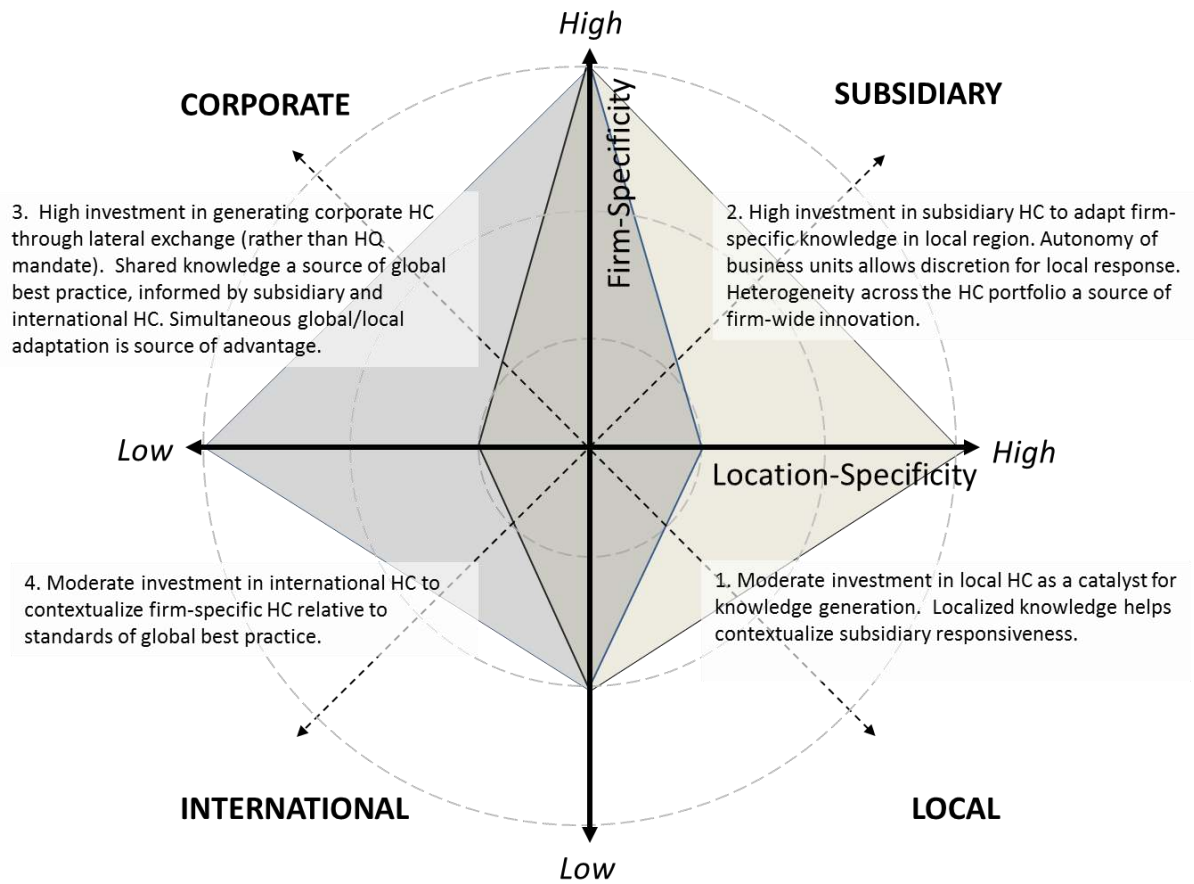 High
CORPORATE
SUBSIDIARY
Firm-Specificity
3. High investment in generating corporate HC
through lateral exchange (rather than HQ
mandate). Shared knowledge a source of global
best practice, informed by subsidiary and
international HC. Simultaneous global/local
adaptation is source of advantage.
2. High investment in subsidiary HC to adapt firm-
specific knowledge in local region. Autonomy of
business units allows discretion for local response.
Heterogeneity across the HC portfolio a source of
firm-wide innovation.
Low
High
Location-Specificity
4. Moderate investment in international HC to
contextualize firm-specific HC relative to
standards of global best practice.
1. Moderate investment in local HC as a catalyst for
knowledge generation. Localized knowledge helps
contextualize subsidiary responsiveness.
INTERNATIONAL
LOCAL
Low